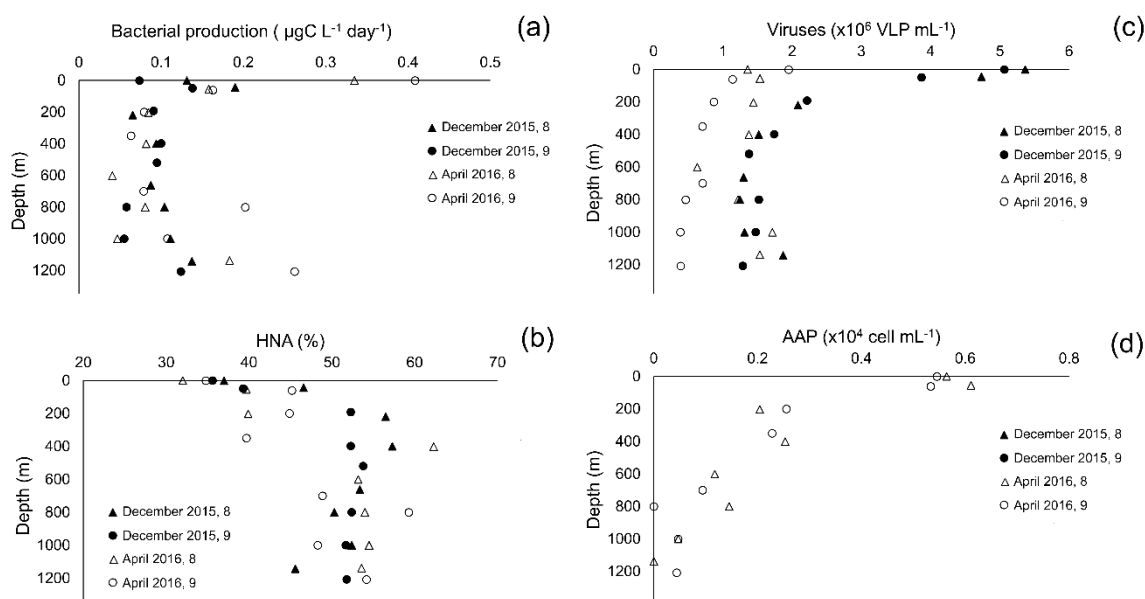 Bacterial production ( µgC L⁻¹ day⁻¹)
(a)
0 0.1 0.2 0.3 0.4 0.5
Depth (m)
0
200
400
600
800
1000
1200
December 2015, 8
December 2015, 9
April 2016, 8
April 2016, 9
Viruses (x10⁶ VLP mL⁻¹)
(c)
0 1 2 3 4 5 6
Depth (m)
0
200
400
600
800
1000
1200
December 2015, 8
December 2015, 9
April 2016, 8
April 2016, 9
HNA (%)
(b)
20 30 40 50 60 70
Depth (m)
0
200
400
600
800
1000
1200
December 2015, 8
December 2015, 9
April 2016, 8
April 2016, 9
AAP (x10⁴ cell mL⁻¹)
(d)
0 0.2 0.4 0.6 0.8
Depth (m)
0
200
400
600
800
1000
1200
December 2015, 8
December 2015, 9
April 2016, 8
April 2016, 9